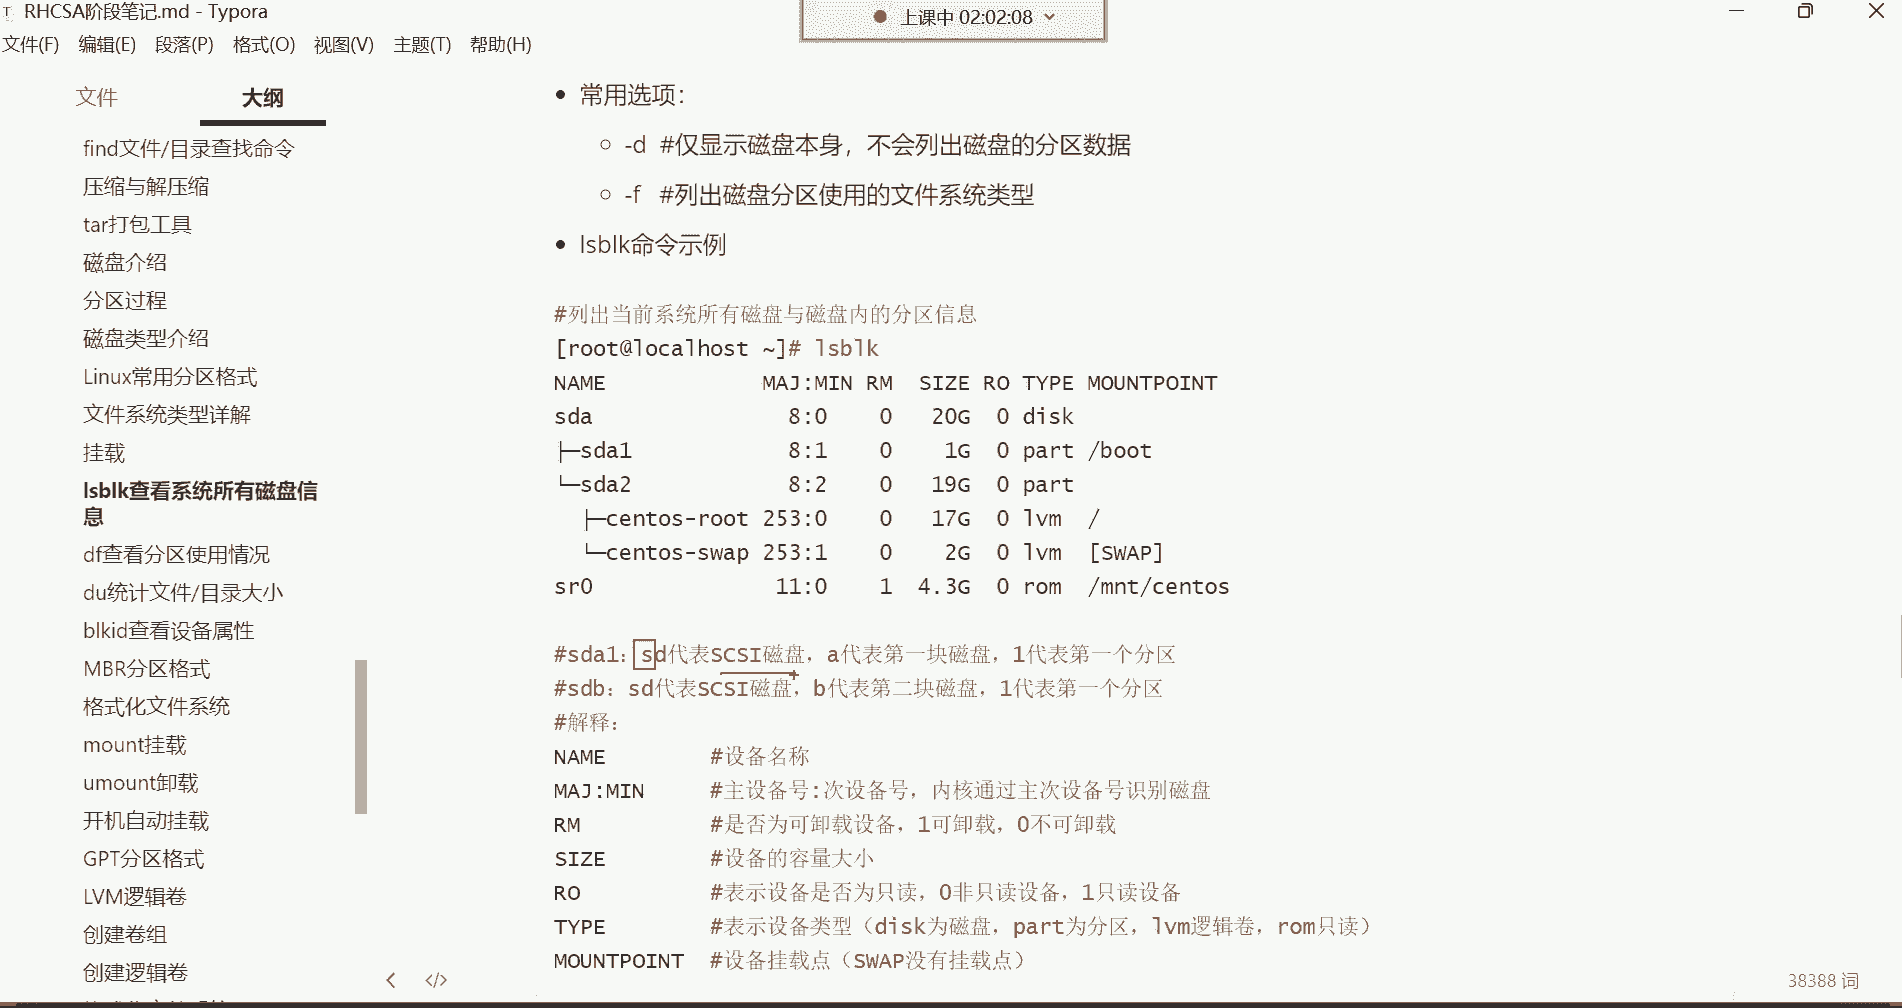 RHCSA阶段笔记.md - Typora
上课中 02:02:08
文件(F) 编辑(E) 段落(P) 格式(O) 视图(V) 主题(T) 帮助(H)
文件 大纲
find文件/目录查找命令
压缩与解压缩
tar打包工具
磁盘介绍
分区过程
磁盘类型介绍
Linux常用分区格式
文件系统类型详解
挂载
lsblk查看系统所有磁盘信
息
df查看分区使用情况
du统计文件/目录大小
blkid查看设备属性
MBR分区格式
格式化文件系统
mount挂载
umount卸载
开机自动挂载
GPT分区格式
LVM逻辑卷
创建卷组
创建逻辑卷
常用选项：
-d #仅显示磁盘本身，不会列出磁盘的分区数据
-f #列出磁盘分区使用的文件系统类型
lsblk命令示例
#列出当前系统所有磁盘与磁盘内的分区信息
[root@localhost ~]# lsblk
NAME MAJ:MIN RM SIZE RO TYPE MOUNTPOINT
sda 8:0 0 20G 0 disk
├─sda1 8:1 0 1G 0 part /boot
└─sda2 8:2 0 19G 0 part
├─centos-root 253:0 0 17G 0 lvm /
└─centos-swap 253:1 0 2G 0 lvm [SWAP]
sr0 11:0 1 4.3G 0 rom /mnt/centos
#sda1：sd代表SCSI磁盘，a代表第一块磁盘，1代表第一个分区
#sdb：sd代表SCSI磁盘，b代表第二块磁盘，1代表第一个分区
#解释：
NAME #设备名称
MAJ:MIN #主设备号:次设备号，内核通过主次设备号识别磁盘
RM #是否为可卸载设备，1可卸载，0不可卸载
SIZE #设备的容量大小
RO #表示设备是否为只读，0非只读设备，1只读设备
TYPE #表示设备类型（disk为磁盘，part为分区，lvm逻辑卷，rom只读）
MOUNTPOINT #设备挂载点（SWAP没有挂载点）
38388 词